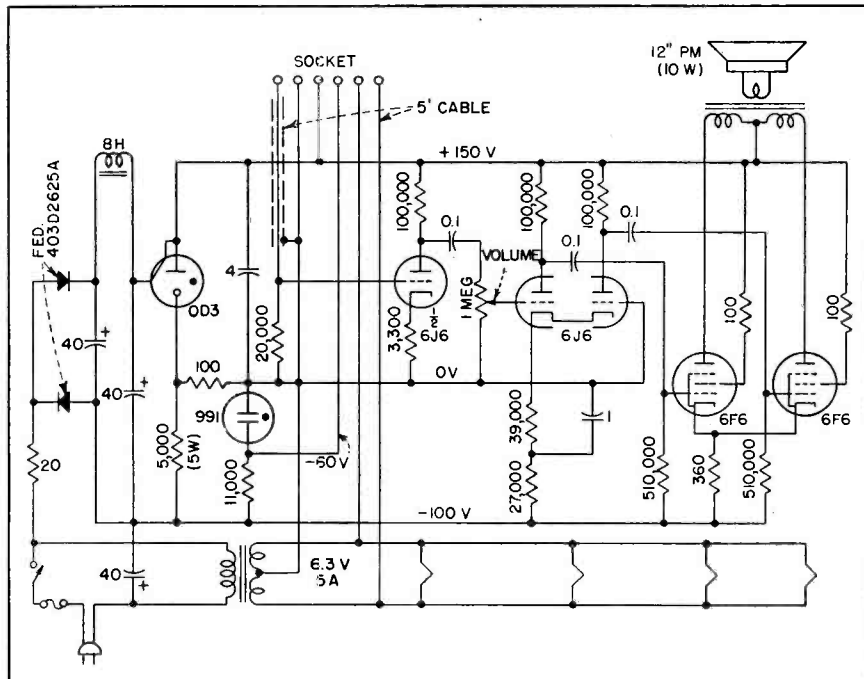 SOCKET
12" PM
(10 W)
5' CABLE
8H
+150 V
FED.
403D2625A
100,000
100,000
100,000
0.1
0.1
0.1
VOLUME
4
OD3
1 MEG
100
100
20,000
3,300
½
6J6
6J6
40
40
100
0V
991
6F6
6F6
5,000
(5W)
39,000
1
20
-60V
11,000
27,000
510,000
360
510,000
-100 V
40
6.3 V
6A